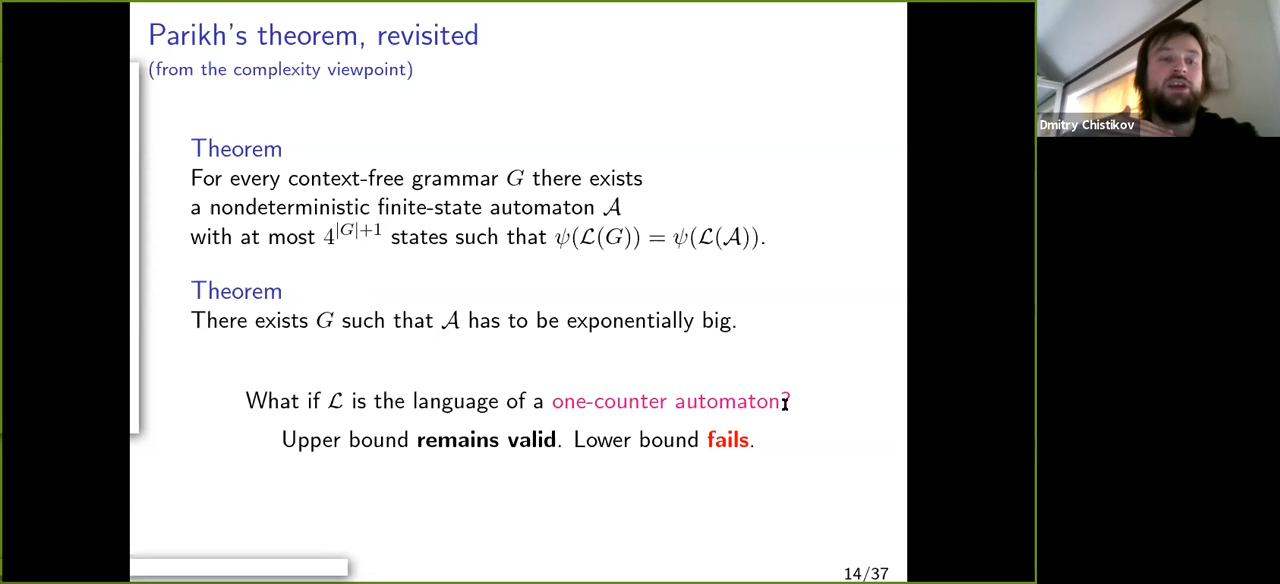 Parikh's theorem, revisited
(from the complexity viewpoint)
Theorem
For every context-free grammar G there exists
a nondeterministic finite-state automaton 𝒜
with at most 4^{|G|+1} states such that ψ(ℒ(G)) = ψ(ℒ(𝒜)).
Theorem
There exists G such that 𝒜 has to be exponentially big.
What if ℒ is the language of a one-counter automaton?
Upper bound remains valid. Lower bound fails.
14/37
Dmitry Chistikov